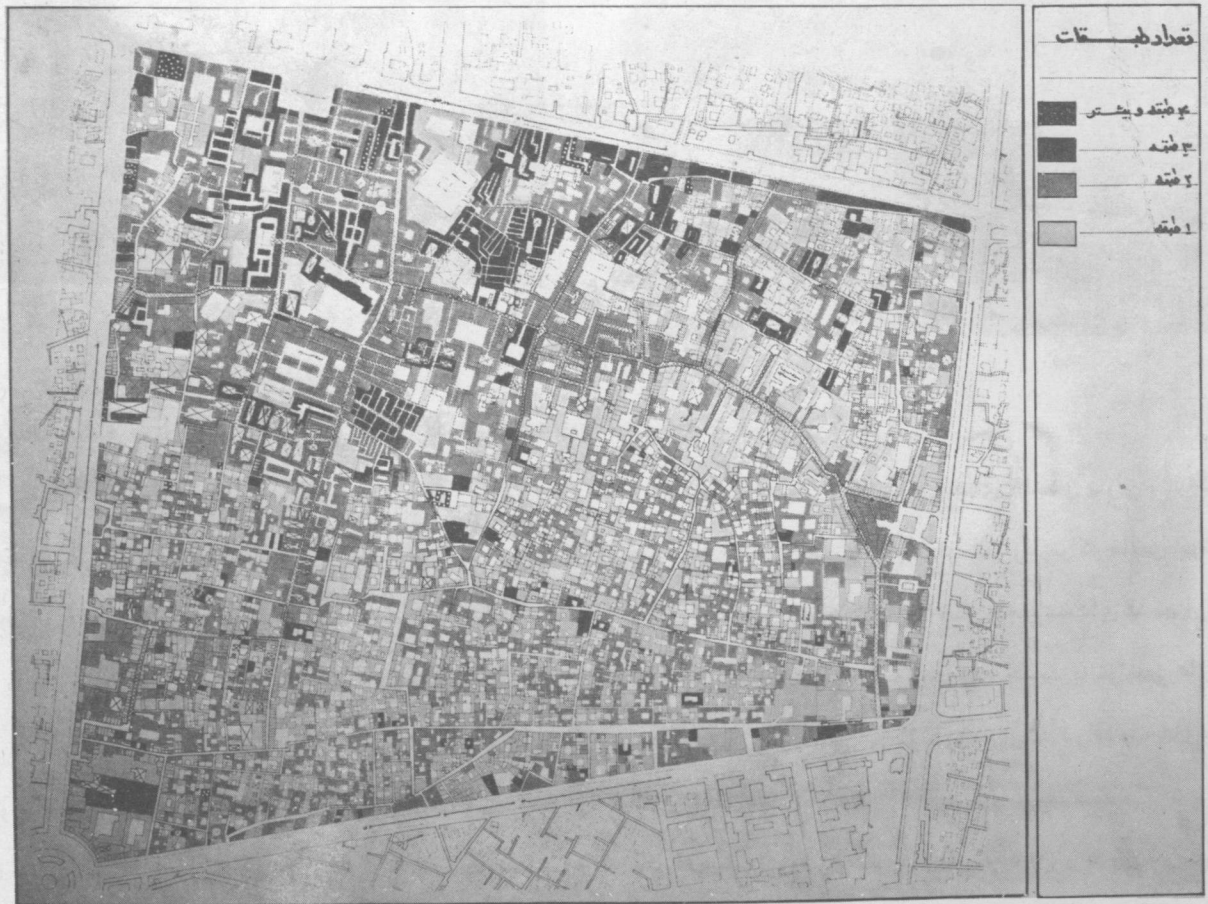 تعداد طبقات
۴ طبقه و بیشتر
۳ طبقه
۲ طبقه
۱ طبقه